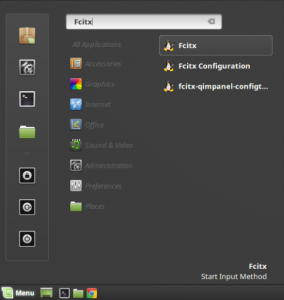 Fcitx
All Applications
Accessories
Graphics
Internet
Office
Sound & Video
Administration
Preferences
Places
Fcitx
Fcitx Configuration
fcitx-qimpanel-configt...
Fcitx
Start Input Method
Menu